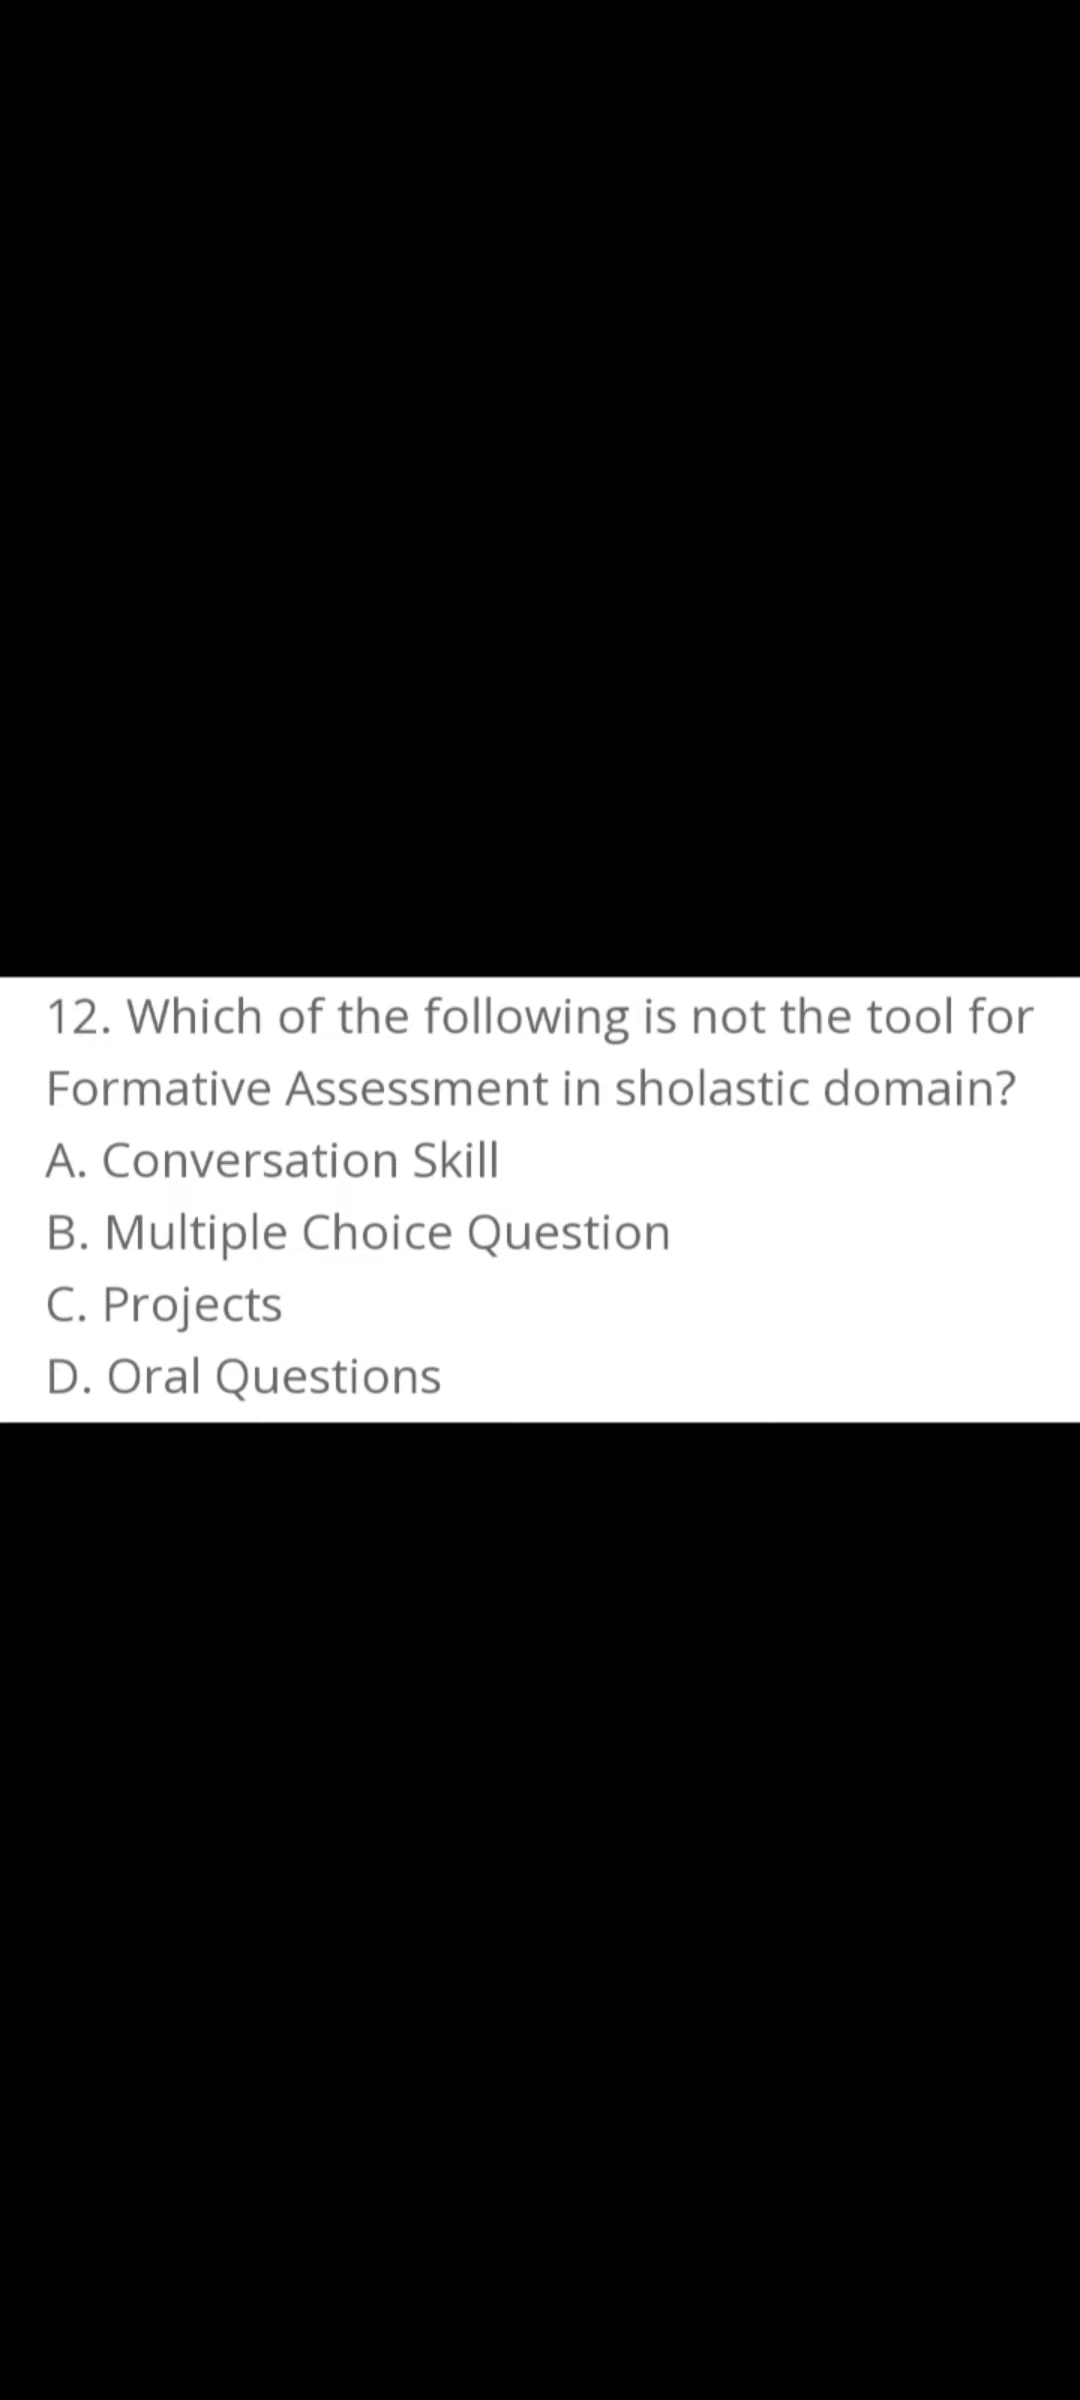 12. Which of the following is not the tool for
Formative Assessment in sholastic domain?
A. Conversation Skill
B. Multiple Choice Question
C. Projects
D. Oral Questions